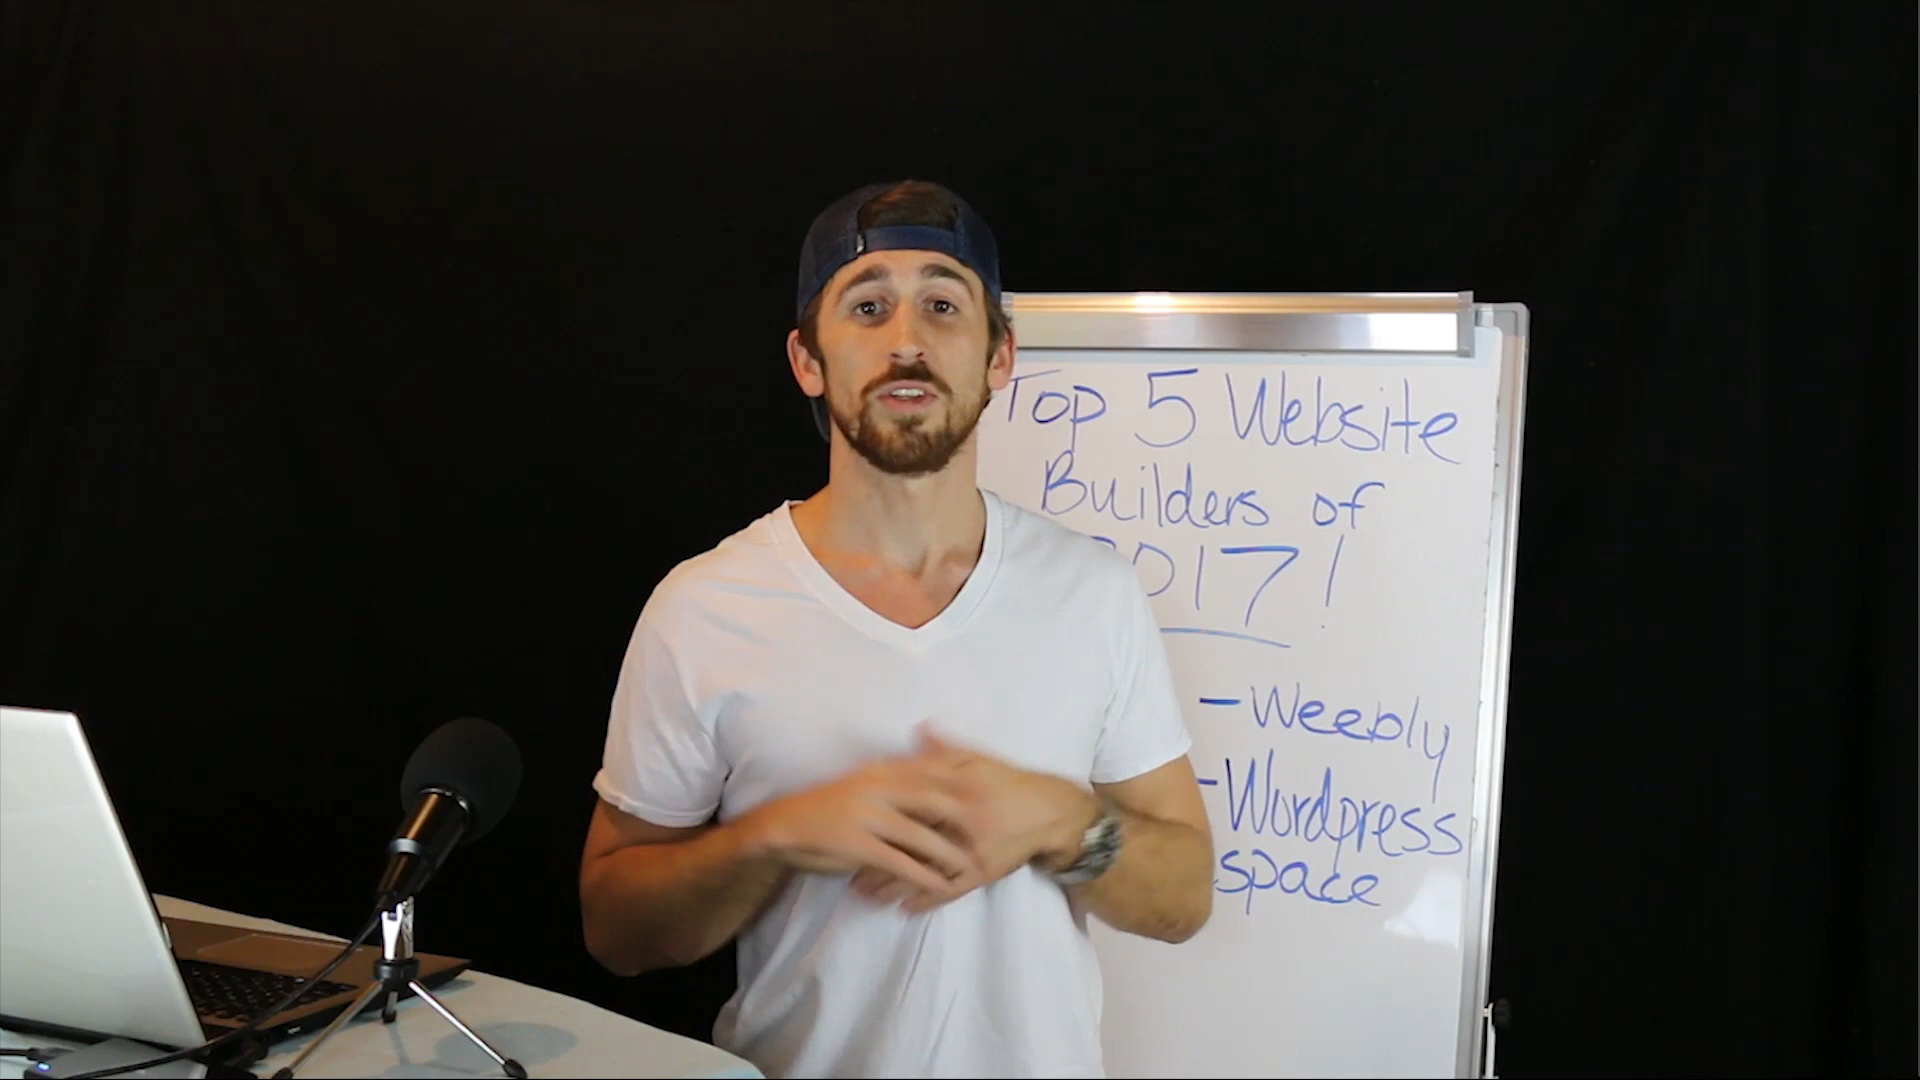 Top 5 Website
Builders of
2017!
- Weebly
- Wordpress
space